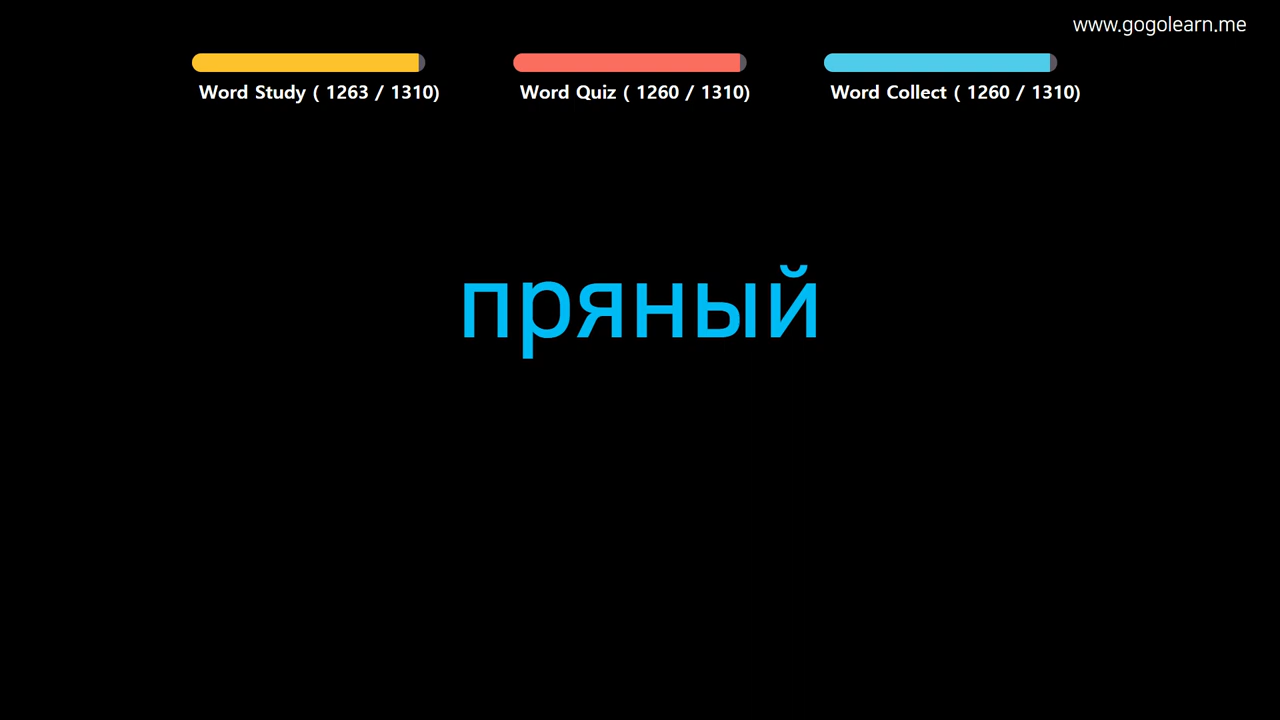 www.gogolearn.me
Word Study ( 1263 / 1310)
Word Quiz ( 1260 / 1310)
Word Collect ( 1260 / 1310)
пряный